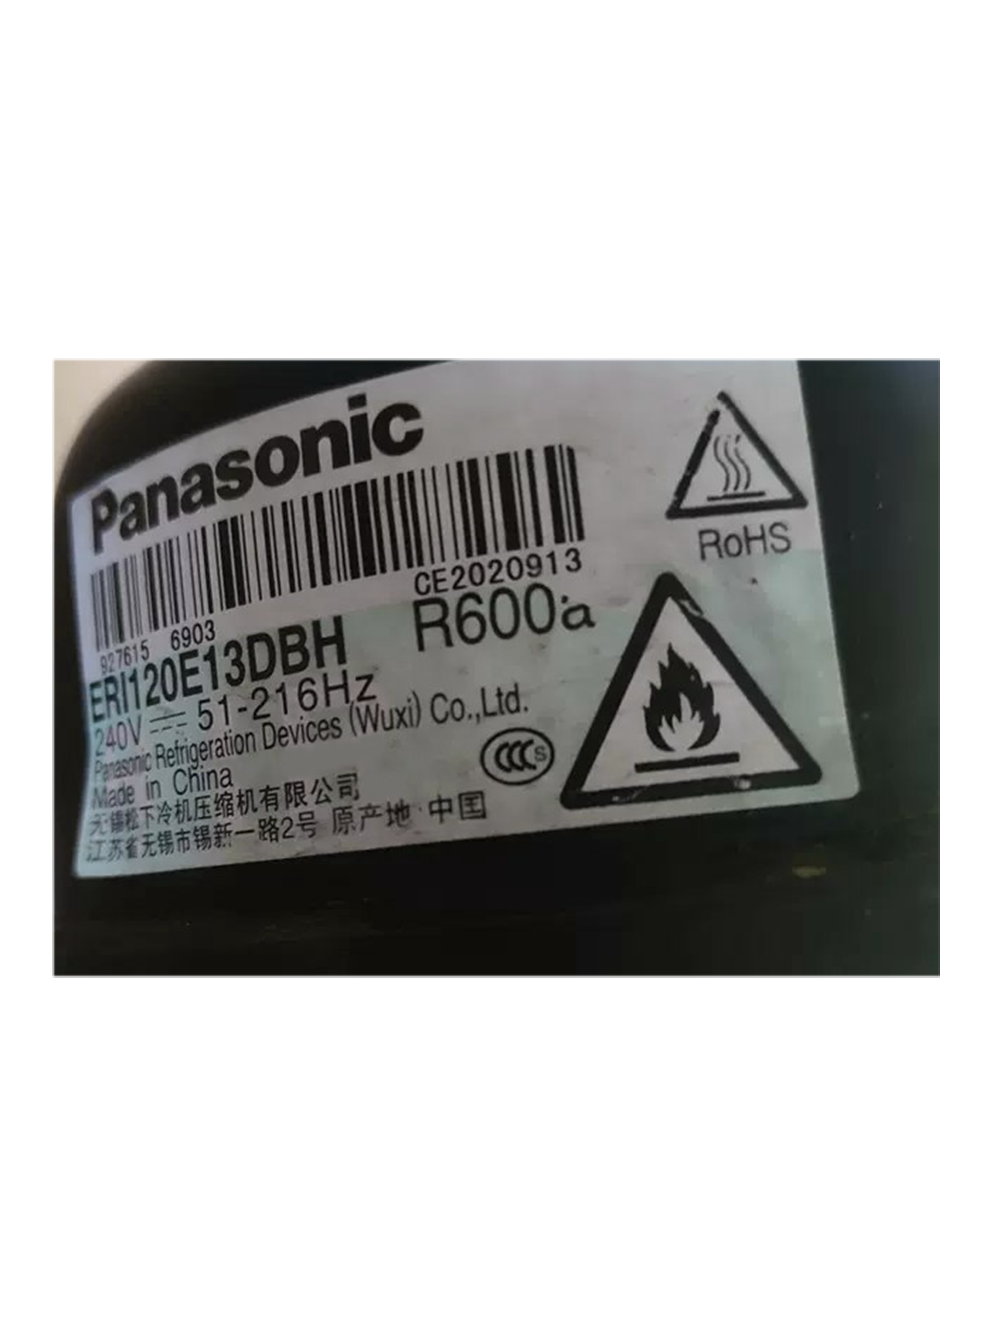 Panasonic
RoHS
CE2020913
927615 6903
ERI120E13DBH R600a
240V ⎓ 51-216Hz
Panasonic Refrigeration Devices (Wuxi) Co.,Ltd.
CCC S
Made in China
无锡松下冷机压缩机有限公司
江苏省无锡市锡新一路2号 原产地·中国